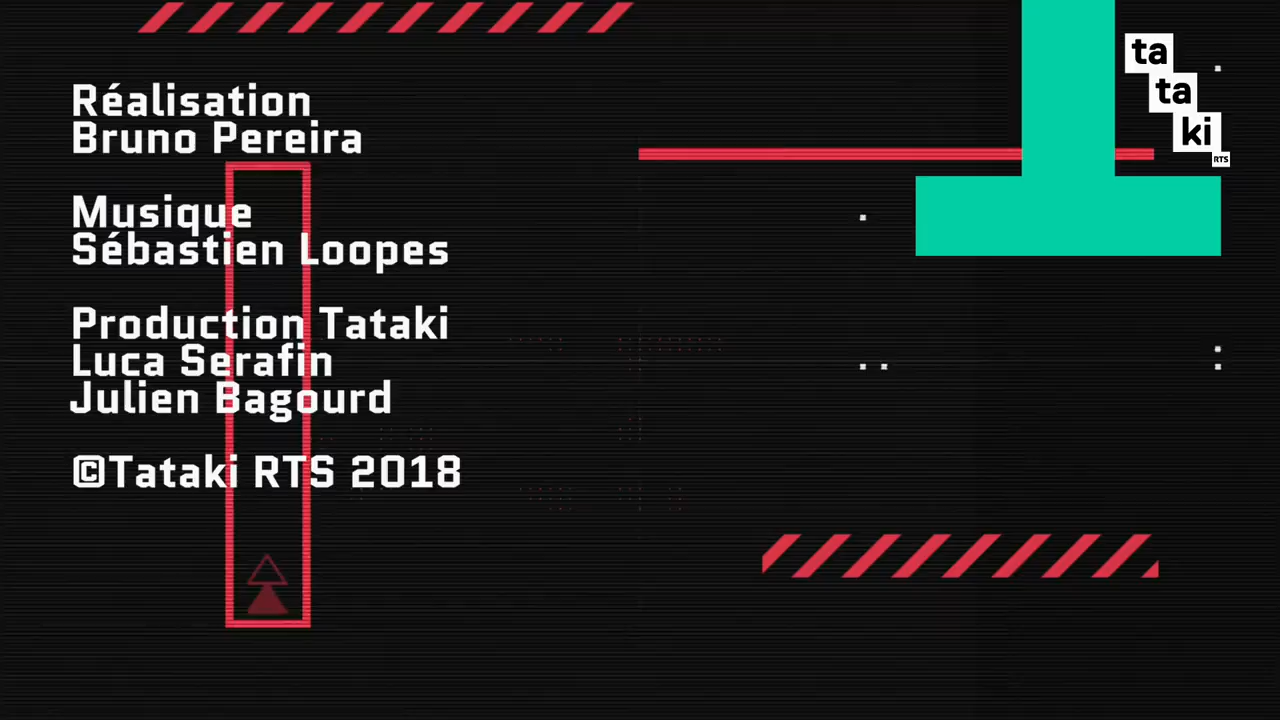 Réalisation
Bruno Pereira
Musique
Sébastien Loopes
Production Tataki
Luca Serafin
Julien Bagourd
©Tataki RTS 2018
ta
ta
ki
RTS